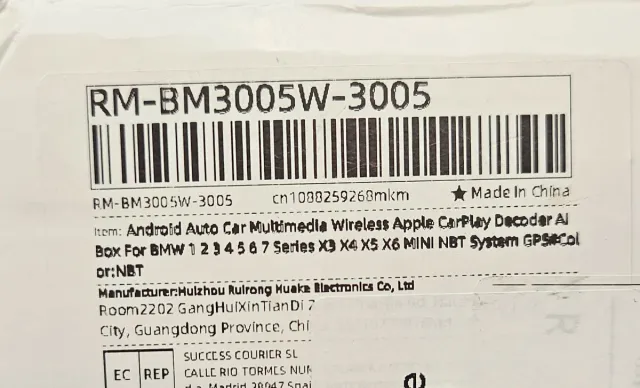 RM-BM3005W-3005
RM-BM3005W-3005 cn1088259268mkm ★ Made In China
Item: Android Auto Car Multimedia Wireless Apple CarPlay Decoder Ai
Box For BMW 1 2 3 4 5 6 7 Series X3 X4 X5 X6 MINI NBT System GPS#Col
or:NBT
Manufacturer:Huizhou Ruirong Huake Electronics Co, Ltd
Room2202 GangHuiXinTianDi
City, Guangdong Province,
EC REP
SUCCESS COURIER SL
CALLE RIO TORMES
Madrid 28047
e
R